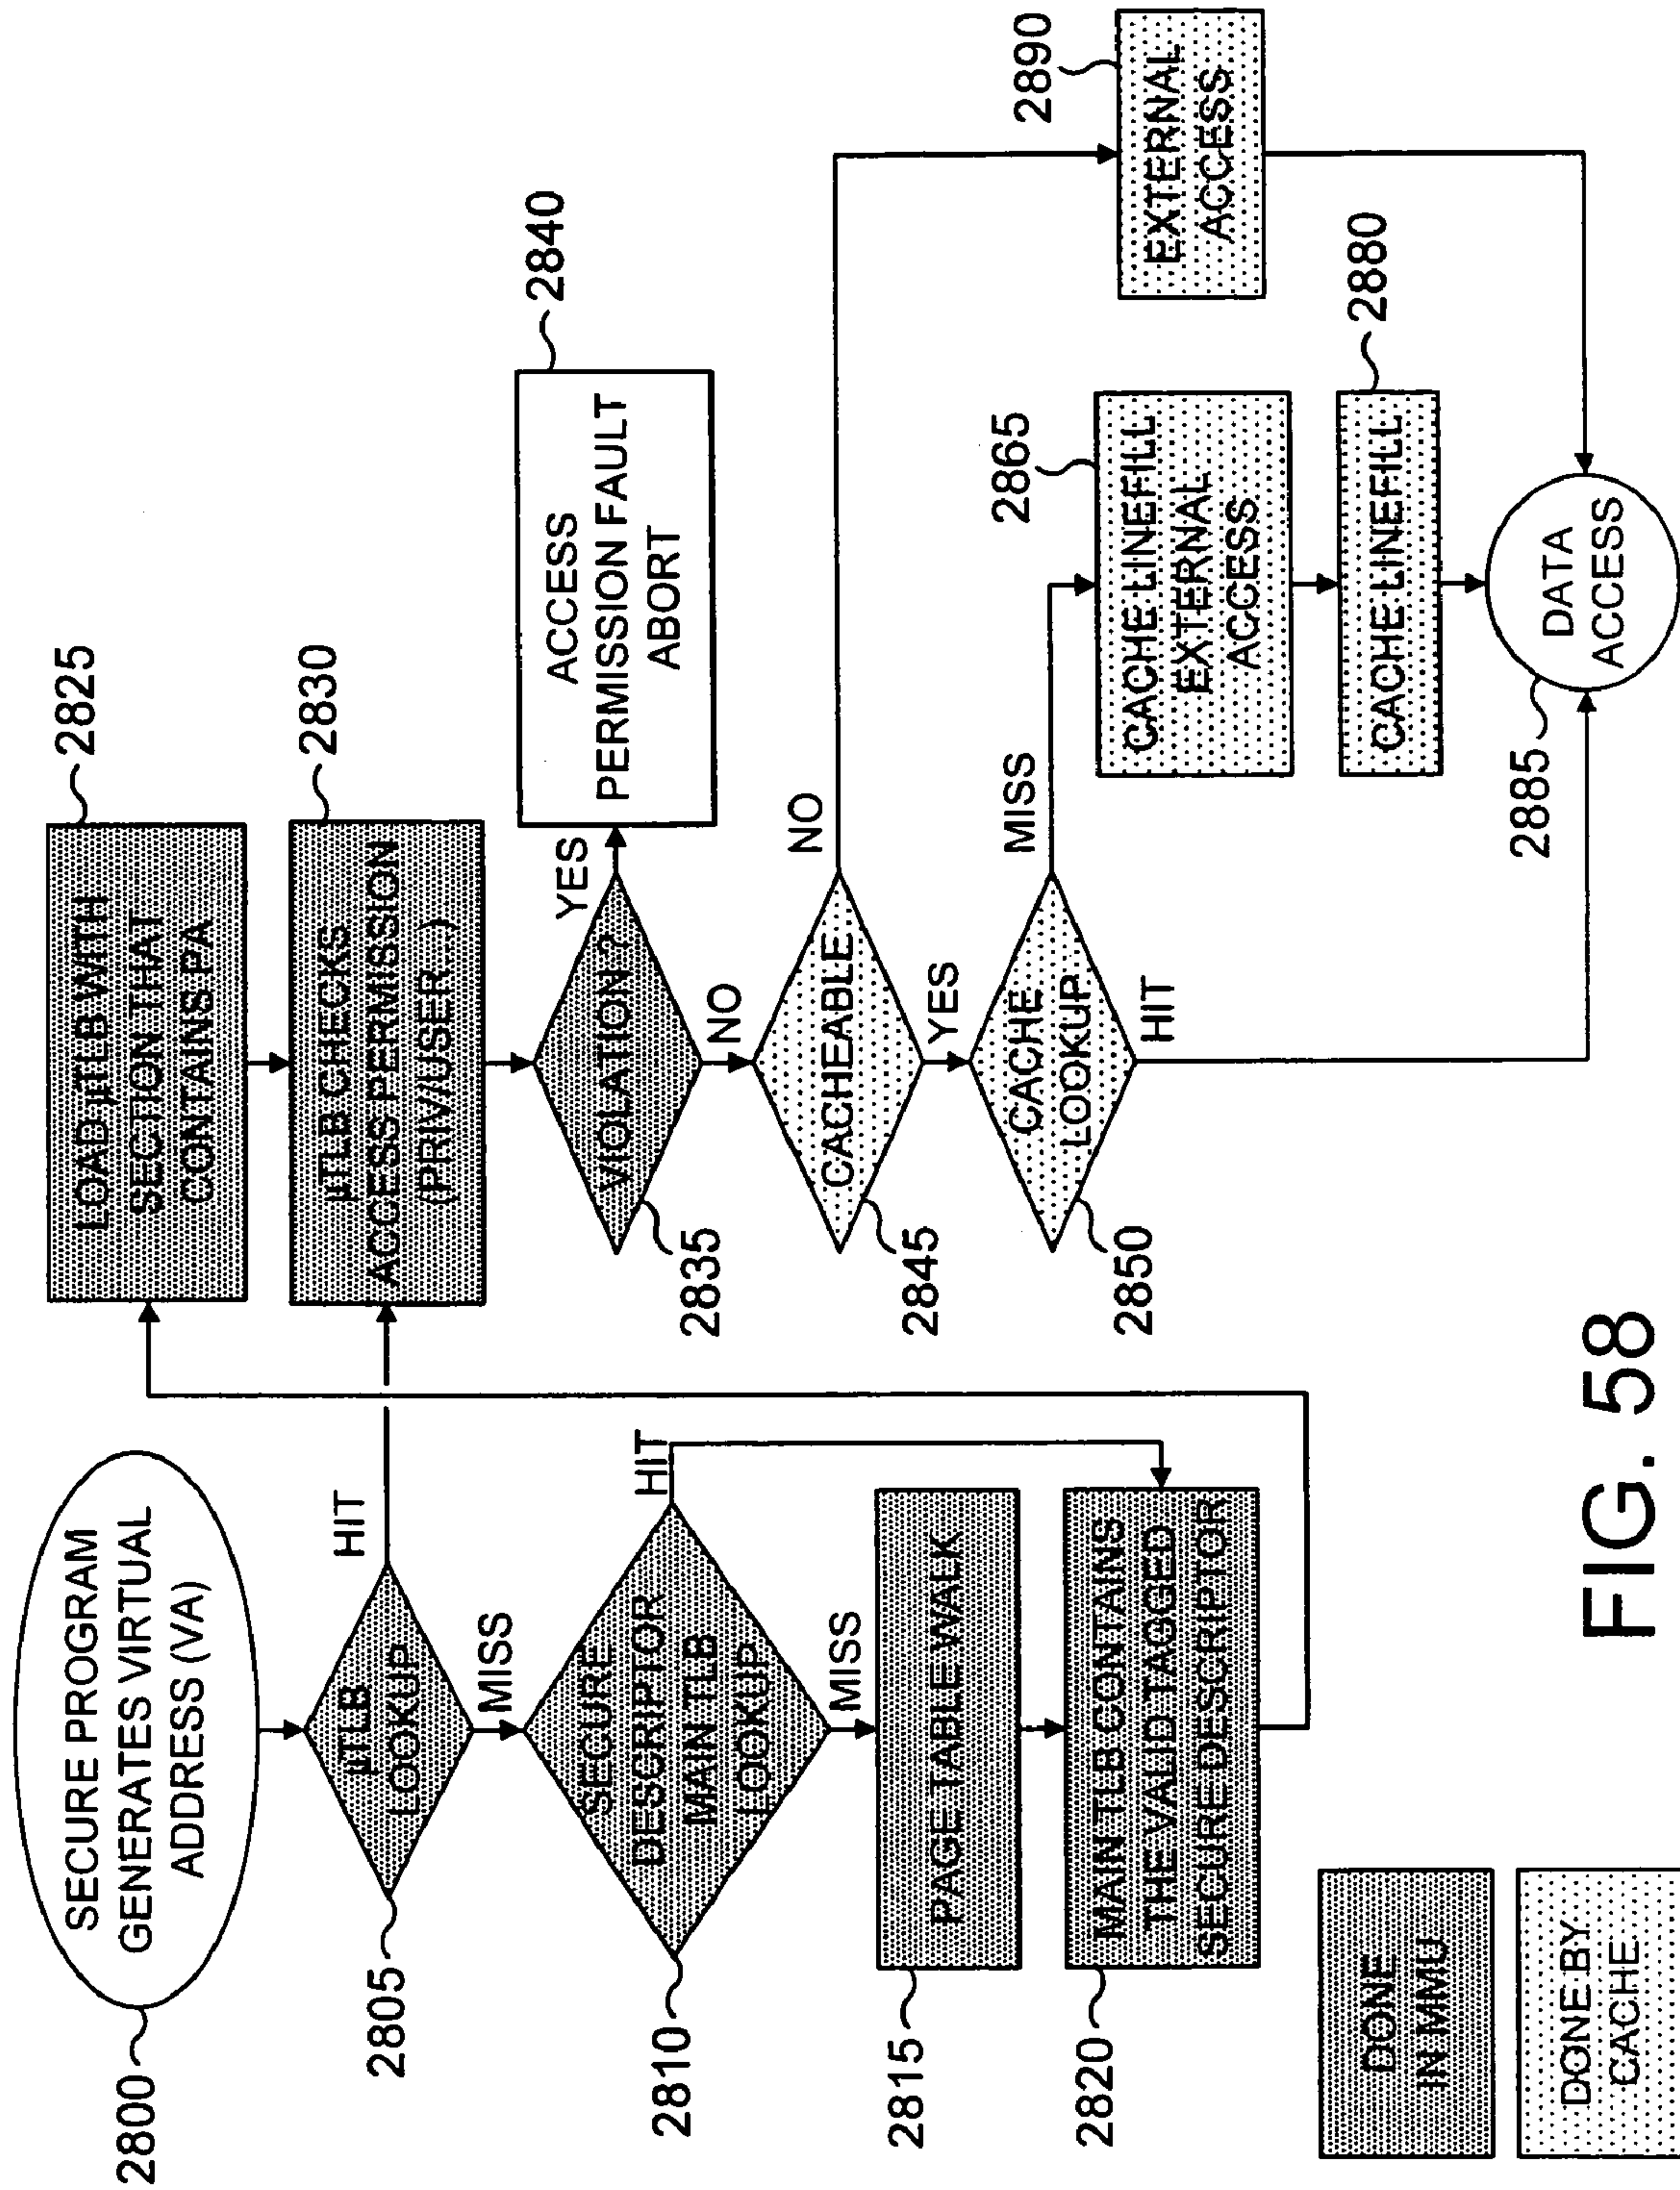 2800
SECURE PROGRAM
GENERATES VIRTUAL
ADDRESS (VA)
2805
µTLB
LOOKUP
HIT
MISS
2810
SECURE
DESCRIPTOR
MAIN TLB
LOOKUP
HIT
MISS
2815
PAGE TABLE WALK
2820
MAIN TLB CONTAINS
THE VALID TAGGED
SECURE DESCRIPTOR
2825
LOAD µTLB WITH
SECTION THAT
CONTAINS PA
2830
µTLB CHECKS
ACCESS PERMISSION
(PRIV/USER...)
2835
VIOLATION?
YES
NO
2840
ACCESS
PERMISSION FAULT
ABORT
2845
CACHEABLE
NO
YES
2850
CACHE
LOOKUP
MISS
HIT
2865
CACHE LINEFILL
EXTERNAL
ACCESS
2880
CACHE LINEFILL
2890
EXTERNAL
ACCESS
2885
DATA
ACCESS
DONE
IN MMU
DONE BY
CACHE
FIG. 58